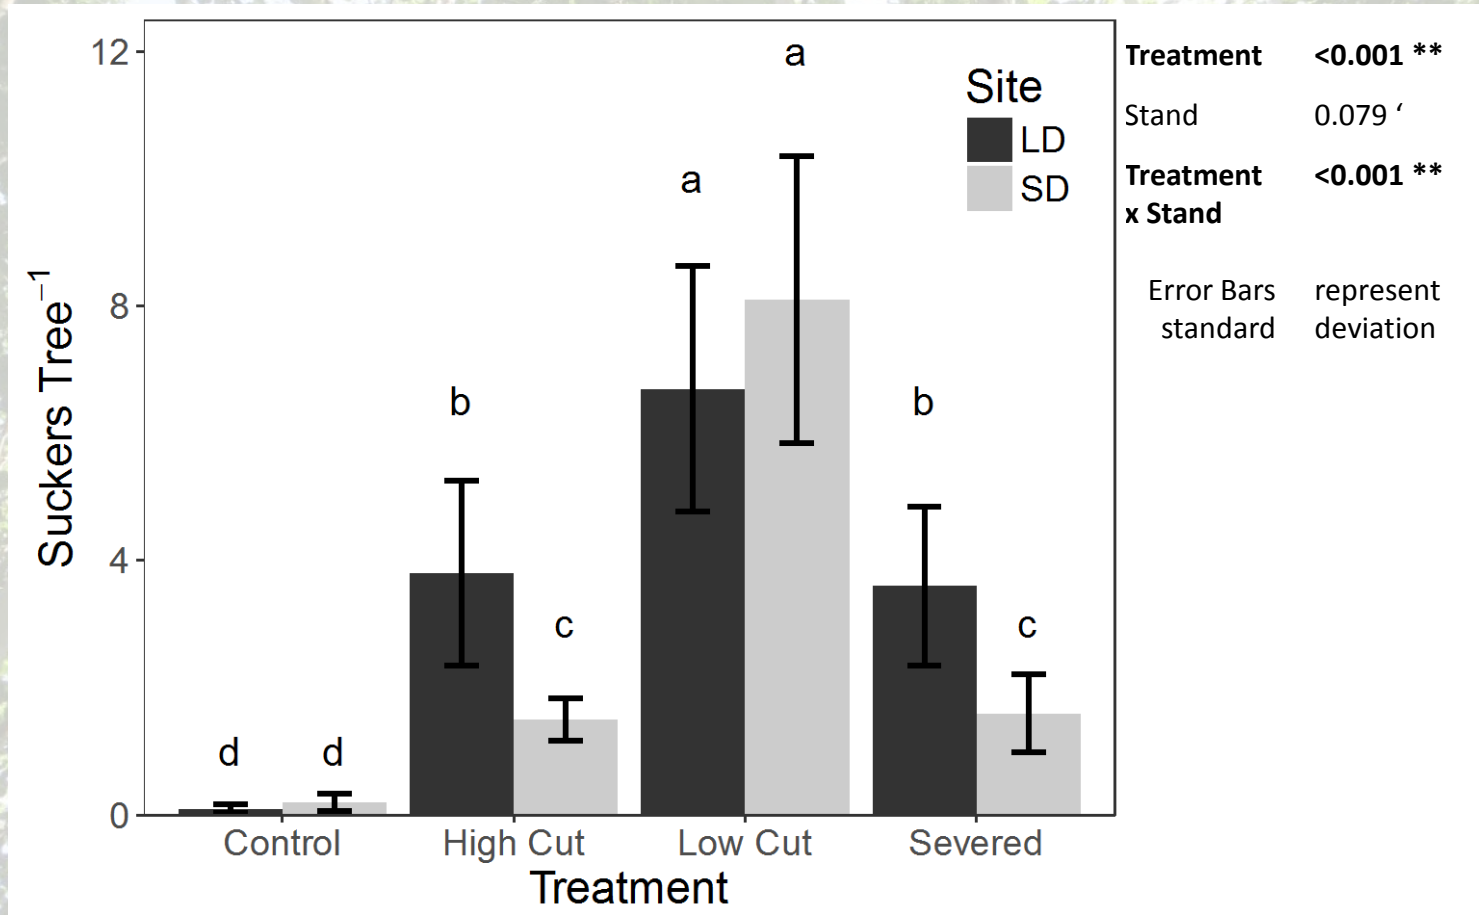 12
8
4
0
Suckers Tree⁻¹
a
a
b
b
c
c
d
d
Site
LD
SD
Control High Cut Low Cut Severed
Treatment
Treatment <0.001 **
Stand 0.079 ‘
Treatment <0.001 **
x Stand
Error Bars represent
standard deviation